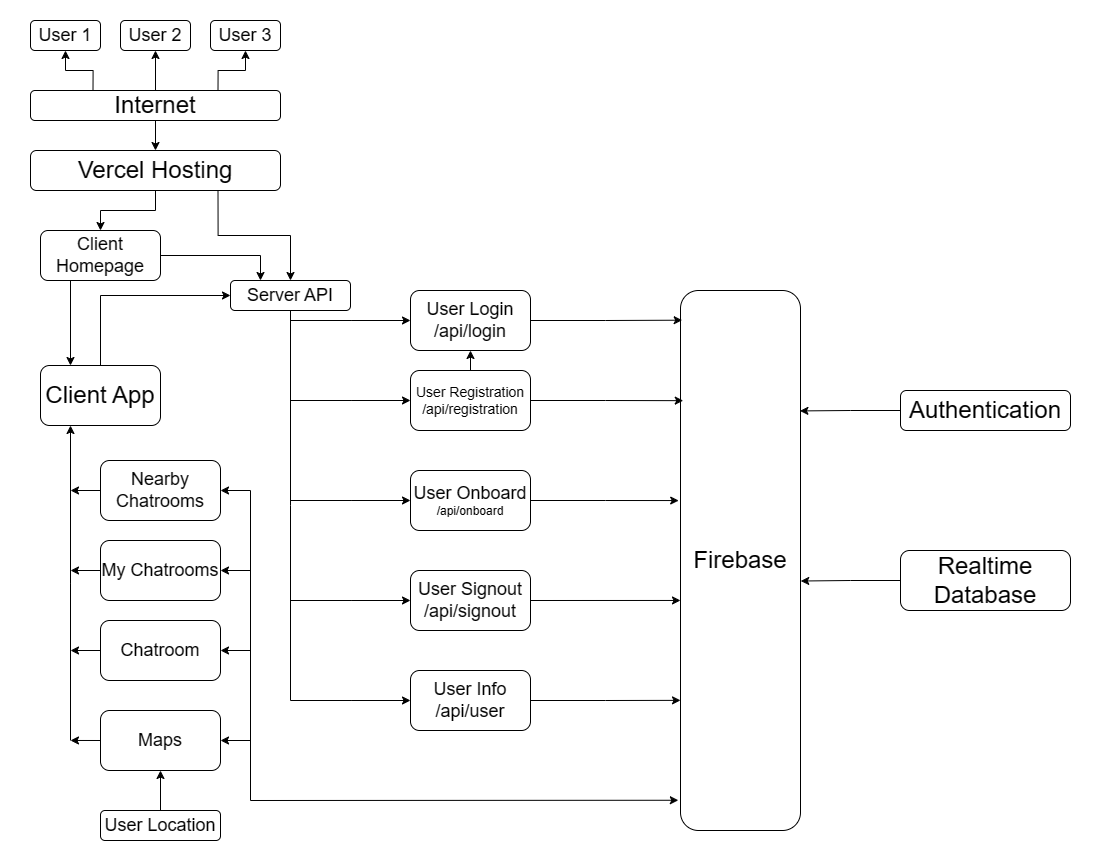 User 1
User 2
User 3
Internet
Vercel Hosting
Client
Homepage
Server API
Client App
Nearby
Chatrooms
My Chatrooms
Chatroom
Maps
User Location
User Login
/api/login
User Registration
/api/registration
User Onboard
/api/onboard
User Signout
/api/signout
User Info
/api/user
Firebase
Authentication
Realtime
Database